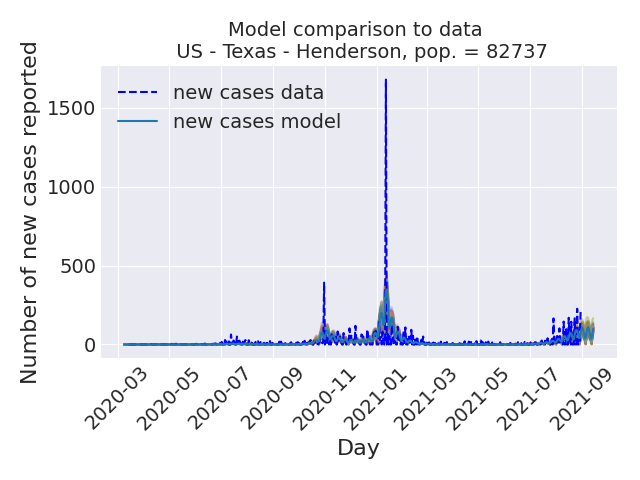 Model comparison to data
US - Texas - Henderson, pop. = 82737
Number of new cases reported
1500
1000
500
0
new cases data
new cases model
2020-03
2020-05
2020-07
2020-09
2020-11
2021-01
2021-03
2021-05
2021-07
2021-09
Day